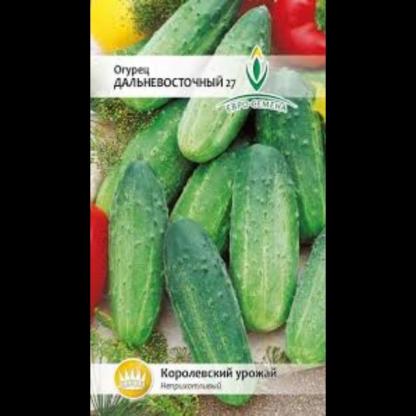 Огурец
ДАЛЬНЕВОСТОЧНЫЙ 27
ЕВРО-СЕМЕНА
Королевский урожай
Неприхотливый